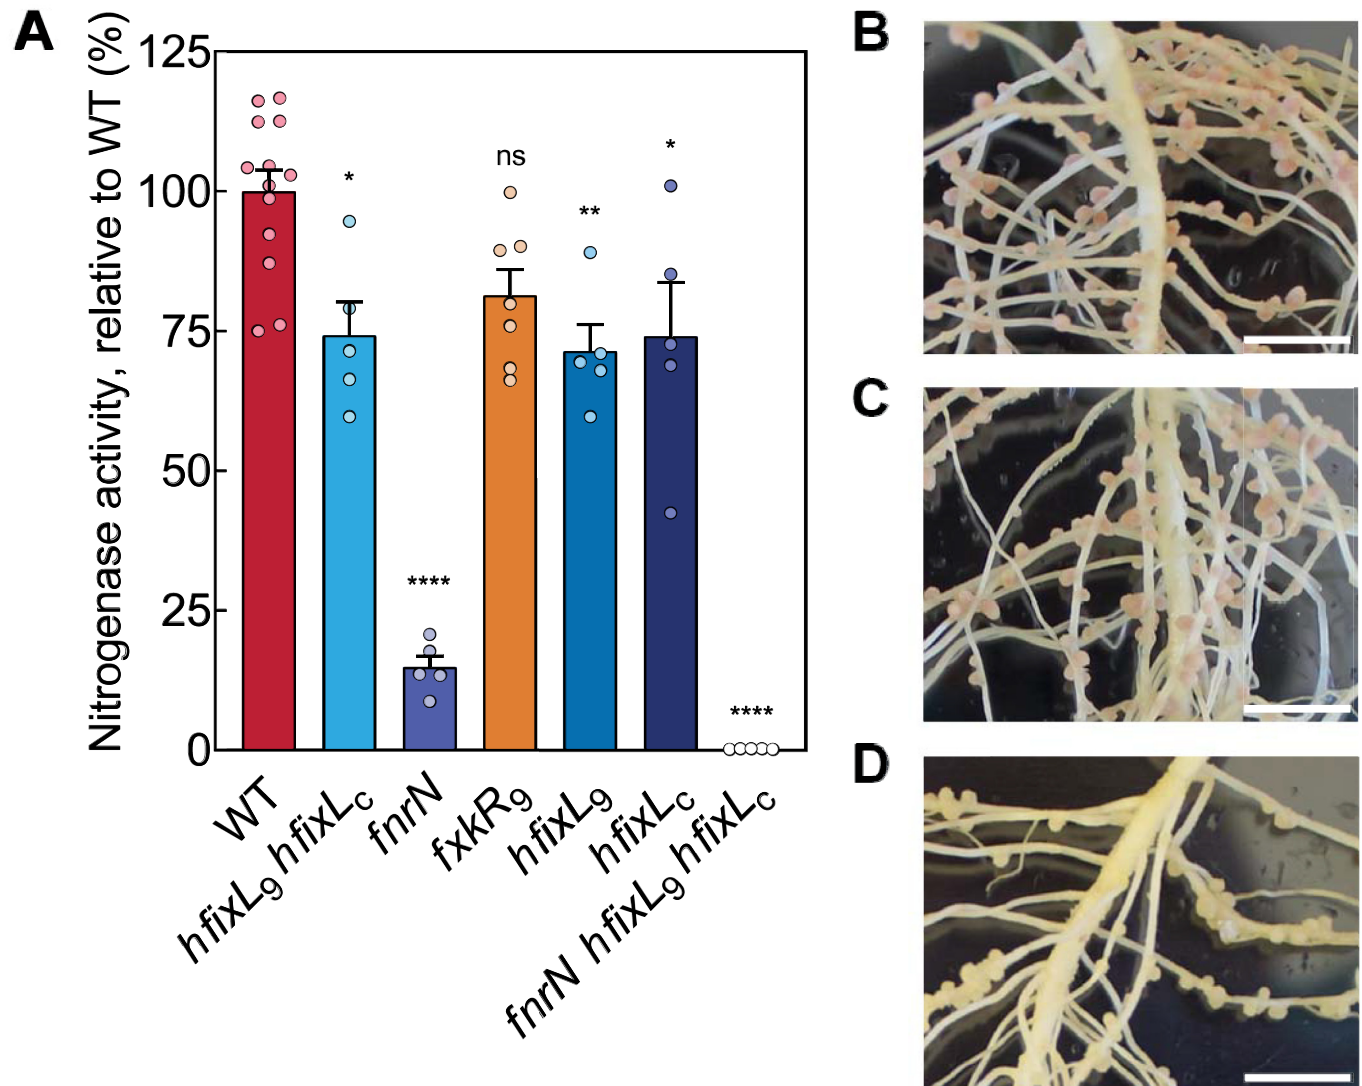 A
Nitrogenase activity, relative to WT (%)
125
100
75
50
25
0
*
****
ns
**
*
****
WT
hfixL9 hfixLc
fnrN
fxkR9
hfixL9
hfixLc
fnrN hfixL9 hfixLc
B
C
D